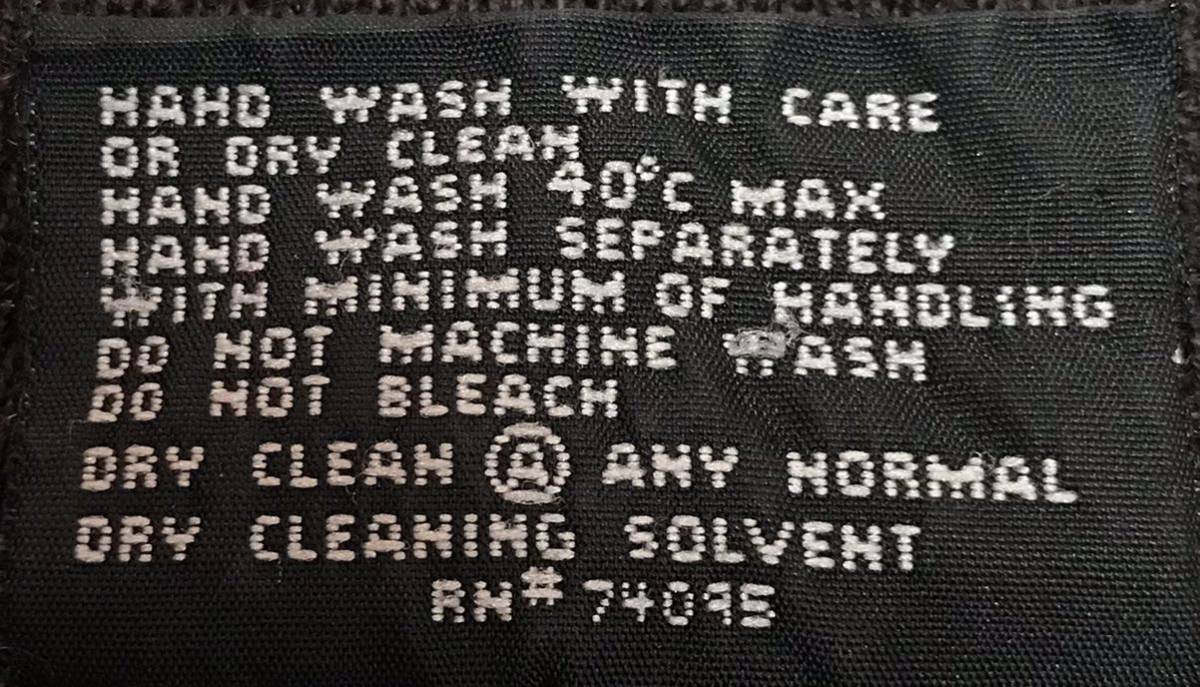 HAND WASH WITH CARE
OR DRY CLEAN
HAND WASH 40°C MAX
HAND WASH SEPARATELY
WITH MINIMUM OF HANDLING
DO NOT MACHINE WASH
DO NOT BLEACH
DRY CLEAN Ⓐ ANY NORMAL
DRY CLEANING SOLVENT
RN# 74095